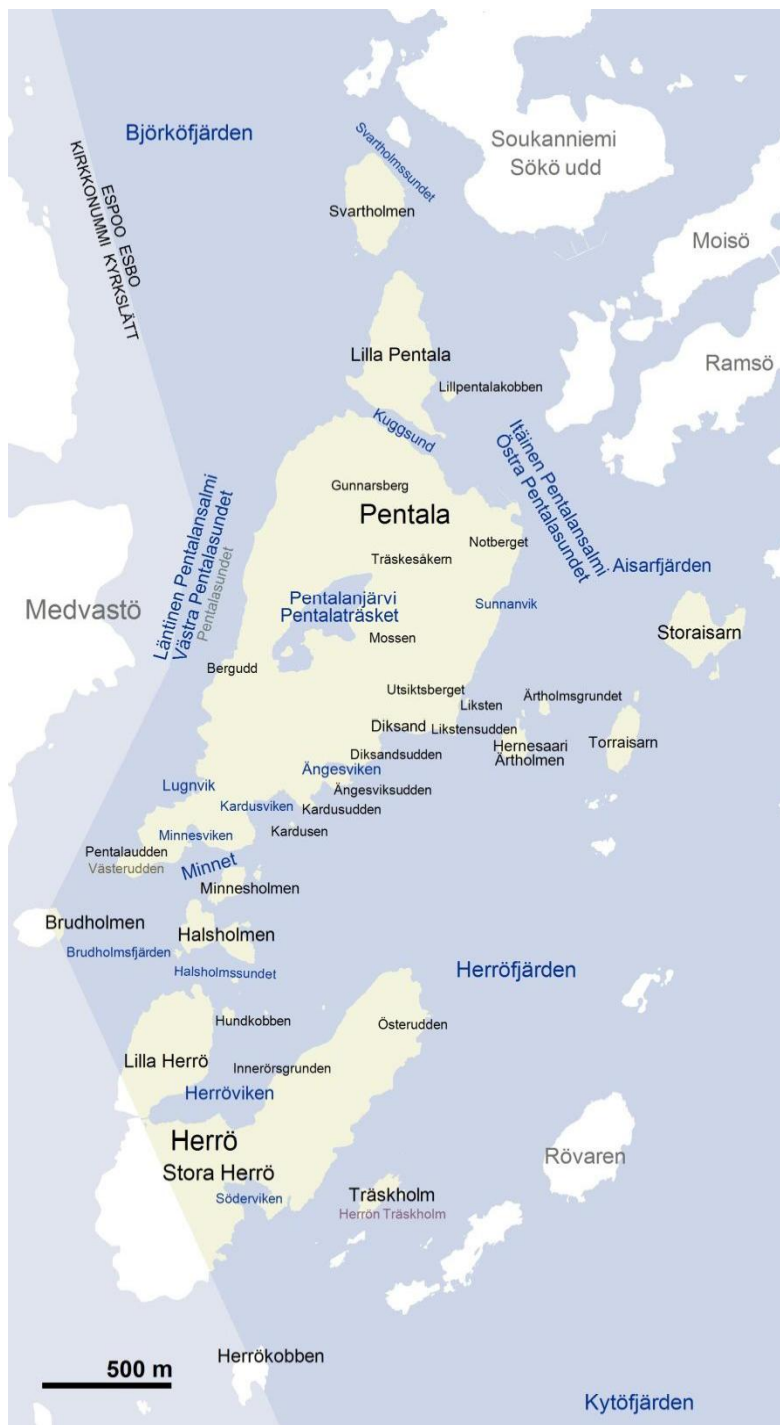 Björköfjärden
Svartholmssundet
Soukanniemi
Sökö udd
ESPOO ESBO
KIRKKONUMMI KYRKSLÄTT
Svartholmen
Moisö
Lilla Pentala
Ramsö
Lillpentalakobben
Kuggsund
Itäinen Pentalansalmi
Östra Pentalasundet
Gunnarsberg
Pentala
Läntinen Pentalansalmi
Västra Pentalasundet
Pentalasundet
Notberget
Träskesåkern
Aisarfjärden
Medvastö
Pentalanjärvi
Pentalaträsket
Sunnanvik
Storaisarn
Mossen
Bergudd
Utsiktsberget
Ärtholmsgrundet
Liksten
Diksand
Likstensudden
Hernesaari
Ärtholmen
Torraisarn
Diksandsudden
Ängesviken
Lugnvik
Ängesviksudden
Kardusviken
Kardusudden
Minnesviken
Kardusen
Pentalaudden
Västerudden
Minnet
Minnesholmen
Brudholmen
Halsholmen
Brudholmsfjärden
Halsholmssundet
Herröfjärden
Hundkobben
Österudden
Lilla Herrö
Innerörsgrunden
Herröviken
Herrö
Stora Herrö
Rövaren
Söderviken
Träskholm
Herrön Träskholm
Herrökobben
500 m
Kytöfjärden